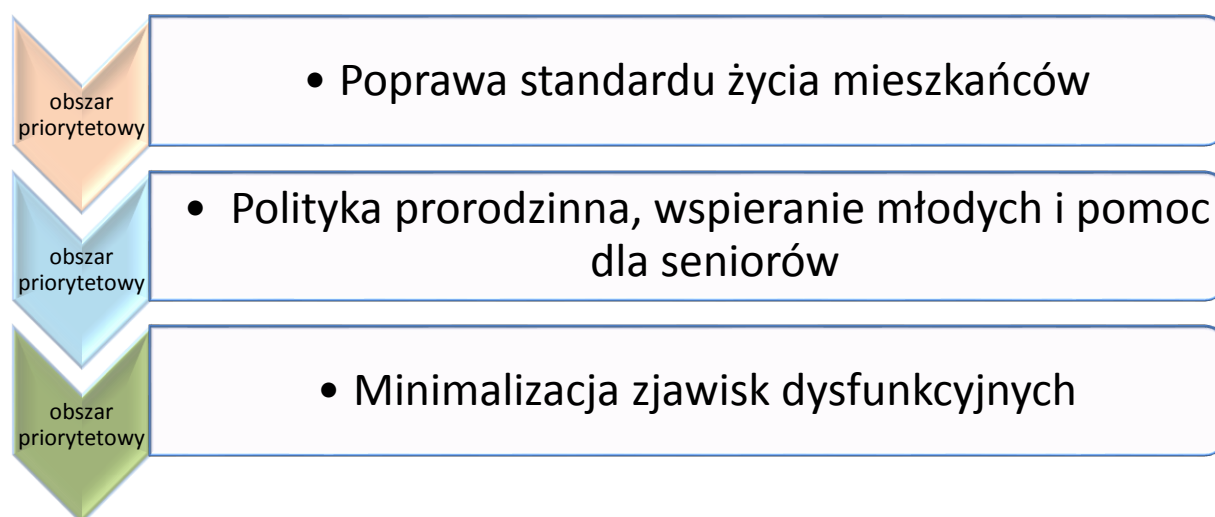 obszar
priorytetowy
• Poprawa standardu życia mieszkańców
obszar
priorytetowy
• Polityka prorodzinna, wspieranie młodych i pomoc
dla seniorów
obszar
priorytetowy
• Minimalizacja zjawisk dysfunkcyjnych